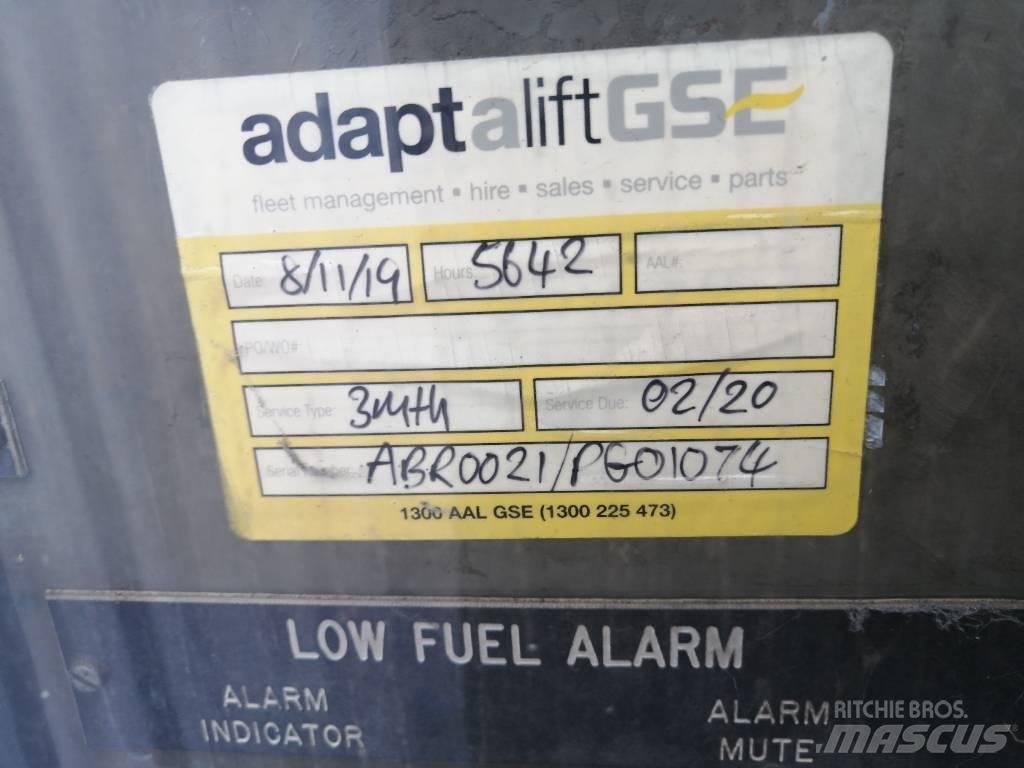 adaptaliftGSE
fleet management • hire • sales • service • parts
Date: 8/11/19 Hours: 5642 AAL#:
PO/WO#:
Service Type: 3mth Service Due: 02/20
Serial Number: ABR0021/PG01074
1300 AAL GSE (1300 225 473)
LOW FUEL ALARM
ALARM INDICATOR
ALARM MUTE
RITCHIE BROS.
MASCUS